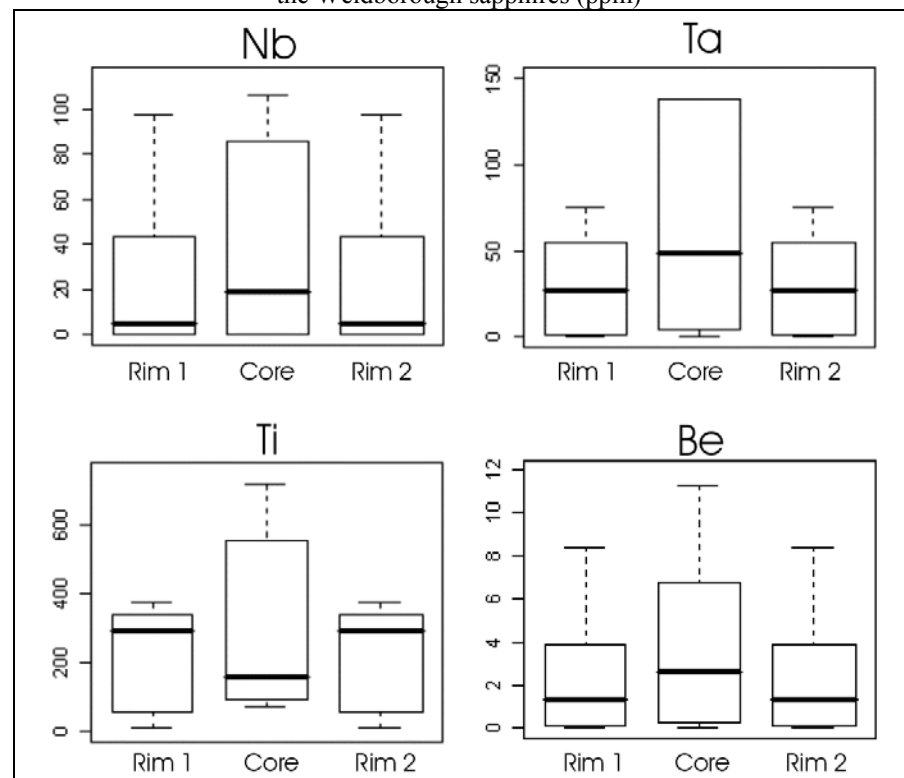 the Weldborough sapphires (ppm)
Nb
0 20 40 60 80 100
Rim 1 Core Rim 2
Ta
0 50 100 150
Rim 1 Core Rim 2
Ti
0 200 400 600
Rim 1 Core Rim 2
Be
0 2 4 6 8 10 12
Rim 1 Core Rim 2